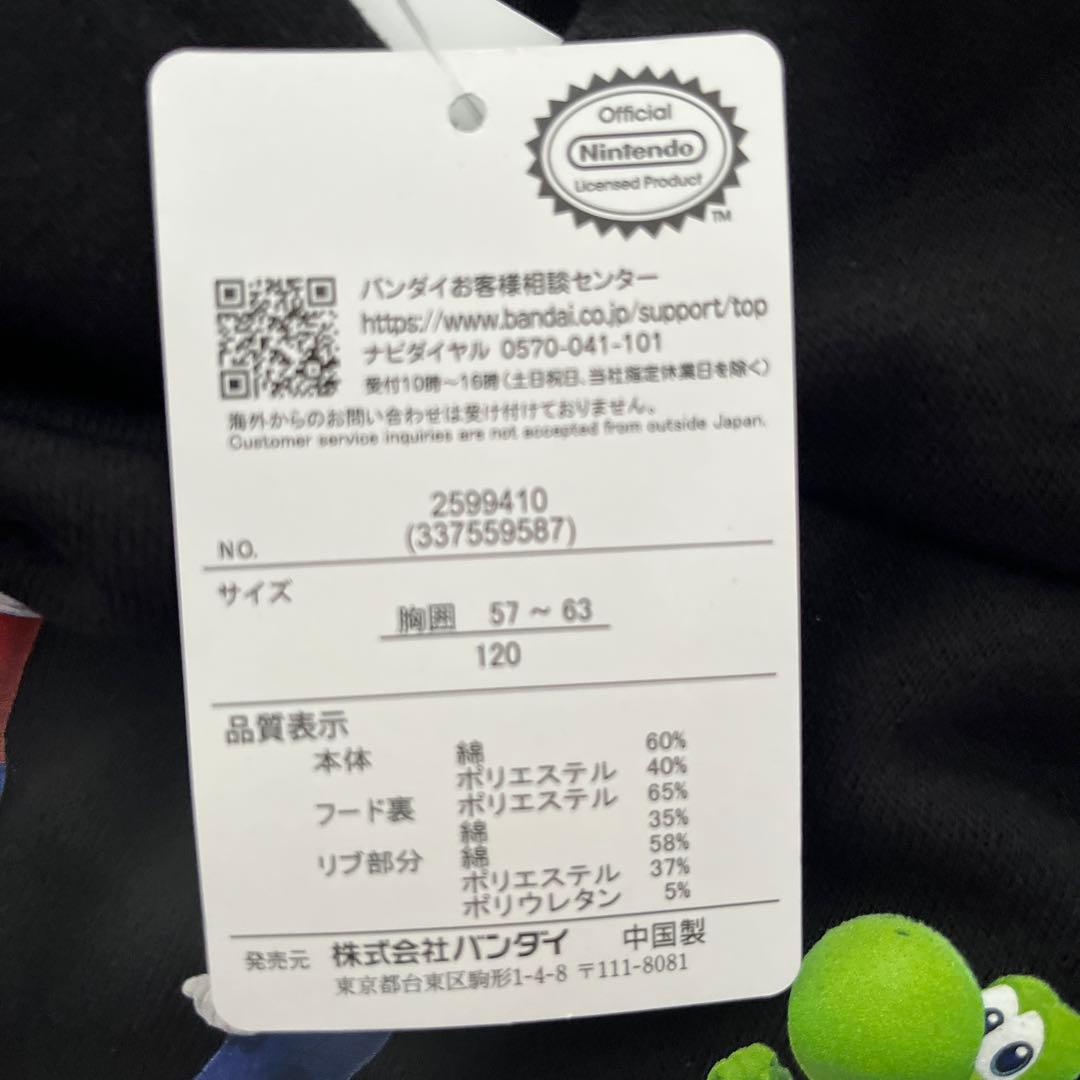 Official
Nintendo
Licensed Product
TM
バンダイお客様相談センター
https://www.bandai.co.jp/support/top
ナビダイヤル 0570-041-101
受付10時～16時(土日祝日、当社指定休業日を除く)
海外からのお問い合わせは受け付けておりません。
Customer service inquiries are not accepted from outside Japan.
2599410
NO. (337559587)
サイズ
胸囲 57 ~ 63
120
品質表示
本体 綿 60%
ポリエステル 40%
フード裏 ポリエステル 65%
綿 35%
リブ部分 綿 58%
ポリエステル 37%
ポリウレタン 5%
発売元 株式会社バンダイ 中国製
東京都台東区駒形1-4-8 〒111-8081